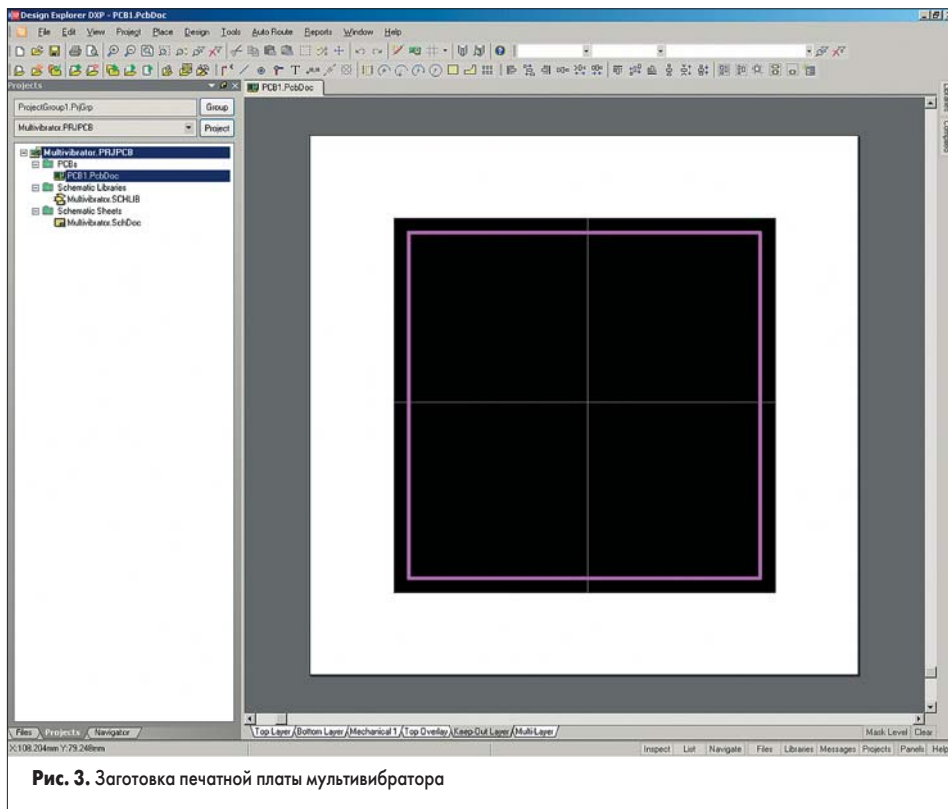 Design Explorer DXP - PCB1.PcbDoc
File Edit View Project Place Design Tools Auto Route Reports Window Help
Projects
PCB1.PcbDoc
ProjectGroup1.PrjGrp Group
Multivibrator.PRJPCB Project
Multivibrator.PRJPCB
PCBs
PCB1.PcbDoc
Schematic Libraries
Multivibrator.SCHLIB
Schematic Sheets
Multivibrator.SchDoc
Libraries
Files Projects Navigator
Top Layer Bottom Layer Mechanical 1 Top Overlay Keep-Out Layer Multi-Layer
Mask Level Clear
X:108.204mm Y:79.248mm
Inspect List Navigate Files Libraries Messages Projects Panels Help
Рис. 3. Заготовка печатной платы мультивибратора